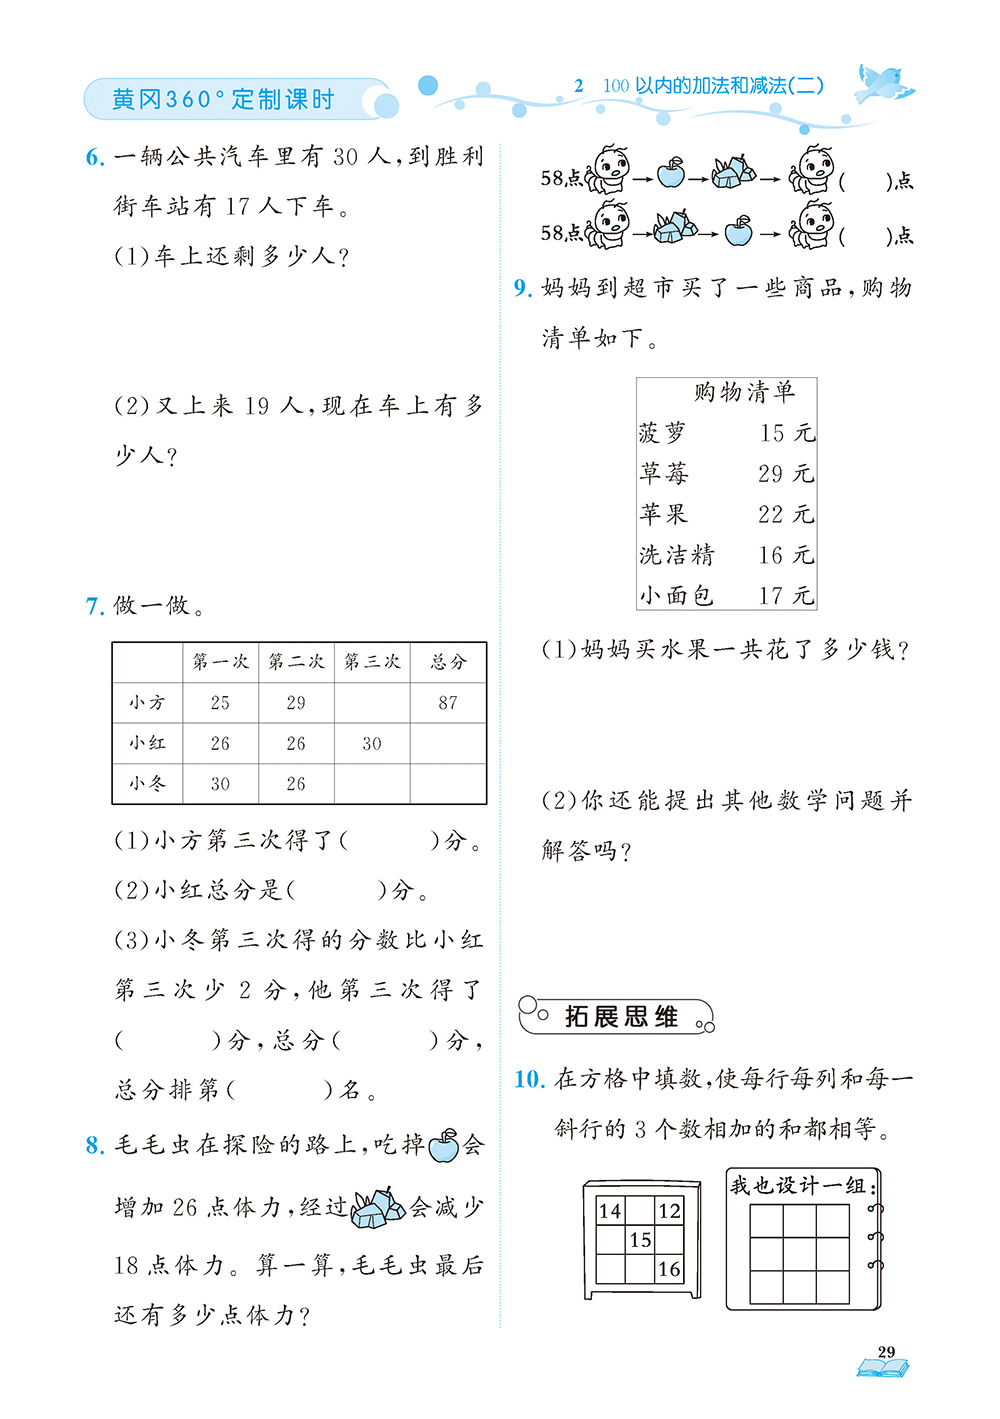 黄冈360°定制课时
2 100以内的加法和减法(二)
6. 一辆公共汽车里有30人,到胜利
街车站有17人下车。
(1)车上还剩多少人?
(2)又上来19人,现在车上有多
少人?
7. 做一做。
第一次 第二次 第三次 总分
小方 25 29 87
小红 26 26 30
小冬 30 26
(1)小方第三次得了( )分。
(2)小红总分是( )分。
(3)小冬第三次得的分数比小红
第三次少2分,他第三次得了
( )分,总分( )分,
总分排第( )名。
8. 毛毛虫在探险的路上,吃掉 会
增加26点体力,经过 会减少
18点体力。算一算,毛毛虫最后
还有多少点体力?
58点 → → → ( )点
58点 → → → ( )点
9. 妈妈到超市买了一些商品,购物
清单如下。
购物清单
菠萝 15元
草莓 29元
苹果 22元
洗洁精 16元
小面包 17元
(1)妈妈买水果一共花了多少钱?
(2)你还能提出其他数学问题并
解答吗?
拓展思维
10. 在方格中填数,使每行每列和每一
斜行的3个数相加的和都相等。
14 12
15
16
我也设计一组:
29